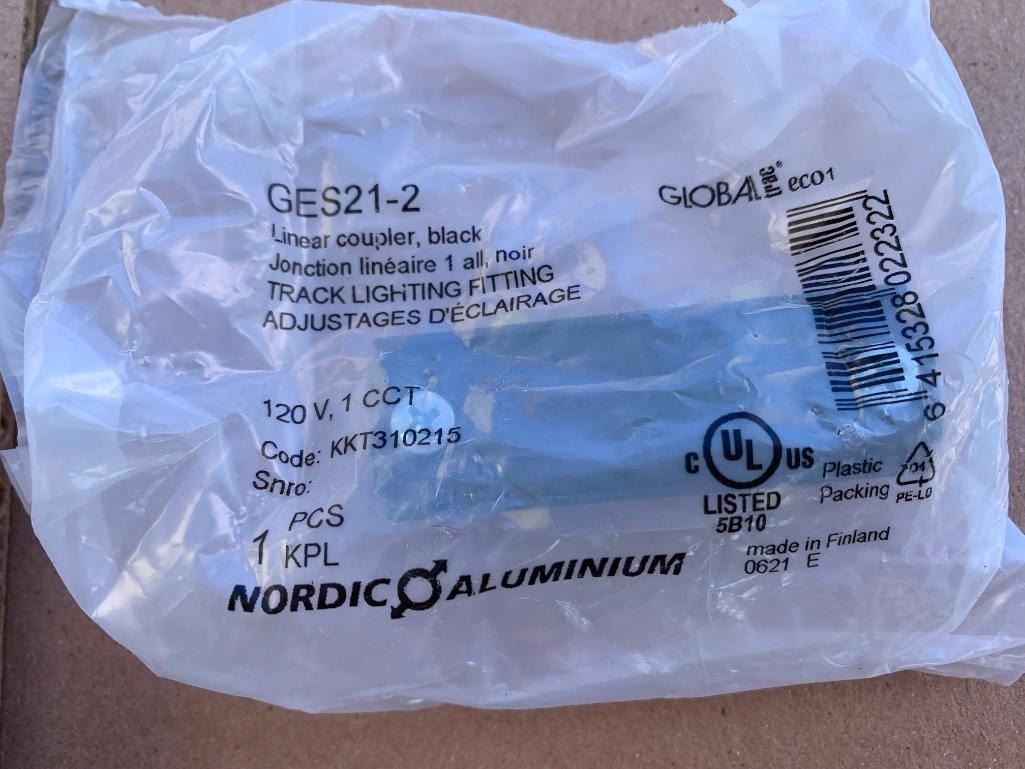 GES21-2
Linear coupler, black
Jonction linéaire 1 all, noir
TRACK LIGHTING FITTING
ADJUSTAGES D'ÉCLAIRAGE
GLOBAL trac® eco1
6 415328 022322
120 V, 1 CCT
Code: KKT310215
Snro:
PCS
1 KPL
NORDIC ALUMINIUM
C UL US
LISTED
5B10
Plastic
Packing
04
PE-LD
made in Finland
0621 E